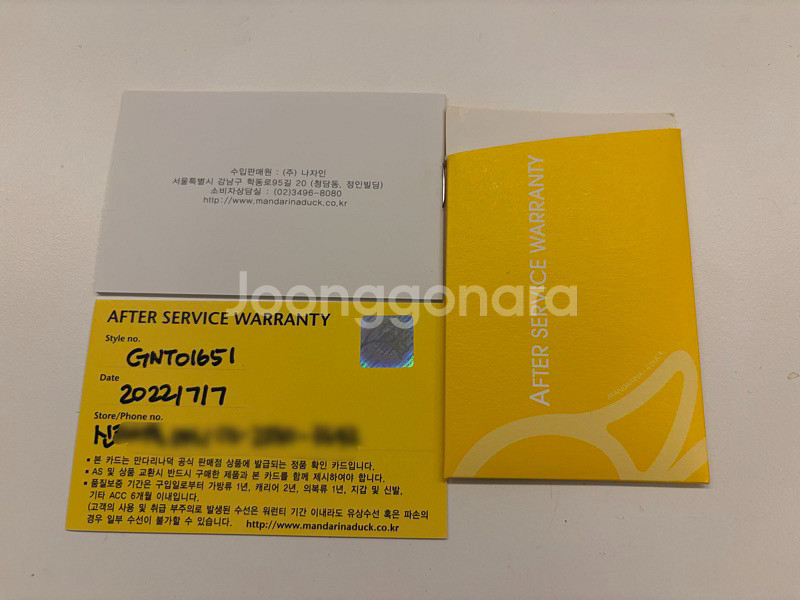 수입판매원 : (주) 나자인
서울특별시 강남구 학동로95길 20 (청담동, 정인빌딩)
소비자상담실 : (02)3496-8080
http://www.mandarinaduck.co.kr
AFTER SERVICE WARRANTY
MANDARINA DUCK
Joonggonara
AFTER SERVICE WARRANTY
Style no.
GNT01651
Date
2022/7/7
Store/Phone no.
신
▪ 본 카드는 만다리나덕 공식 판매점 상품에 발급되는 정품 확인 카드입니다.
▪ AS 및 상품 교환시 반드시 구매한 제품과 본 카드를 함께 제시하여야 합니다.
▪ 품질보증 기간은 구입일로부터 가방류 1년, 캐리어 2년, 의복류 1년, 지갑 및 신발,
기타 ACC 6개월 이내입니다.
(고객의 사용 및 취급 부주의로 발생된 수선은 워런티 기간 이내라도 유상수선 혹은 파손의
경우 일부 수선이 불가할 수 있습니다. http://www.mandarinaduck.co.kr